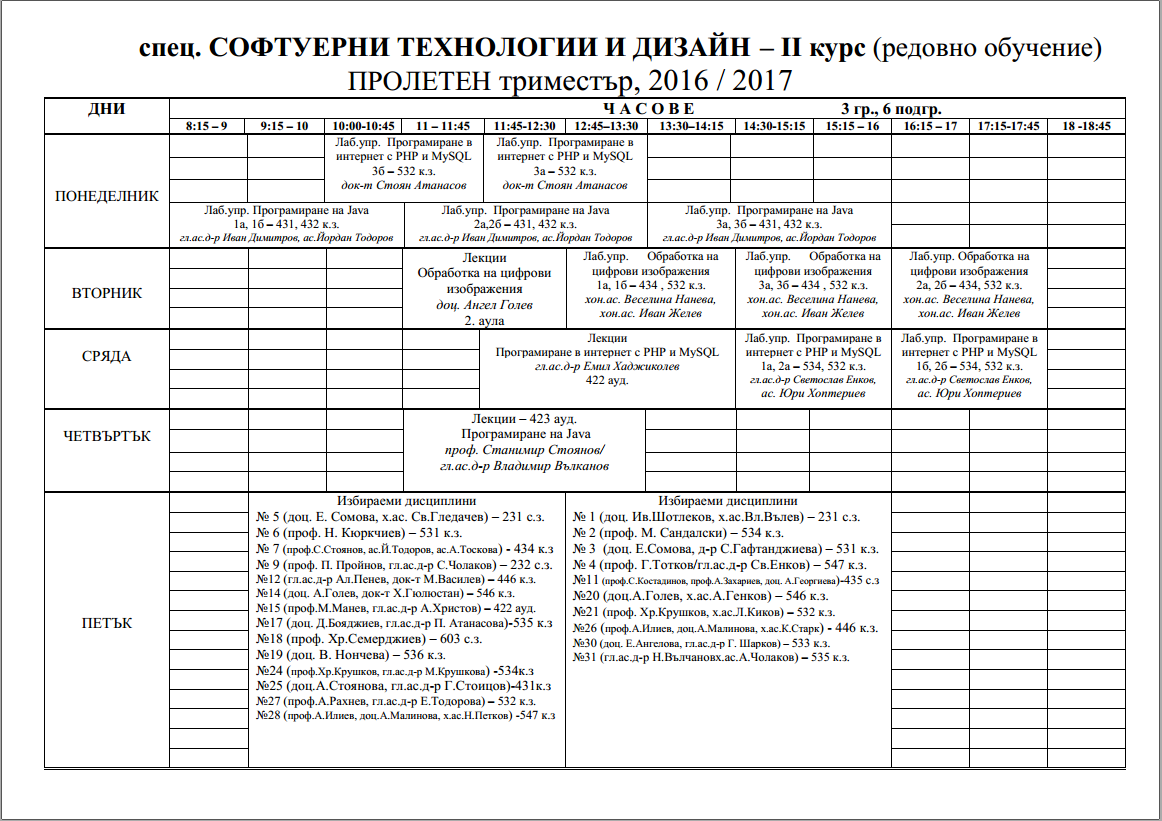 спец. СОФТУЕРНИ ТЕХНОЛОГИИ И ДИЗАЙН – II курс (редовно обучение)
ПРОЛЕТЕН триместър, 2016 / 2017
ДНИ
Ч А С О В Е 3 гр., 6 подгр.
8:15 – 9 9:15 – 10 10:00-10:45 11 – 11:45 11:45-12:30 12:45–13:30 13:30–14:15 14:30-15:15 15:15 – 16 16:15 – 17 17:15-17:45 18 -18:45
ПОНЕДЕЛНИК
Лаб.упр. Програмиране в
интернет с PHP и MySQL
3б – 532 к.з.
док-т Стоян Атанасов
Лаб.упр. Програмиране в
интернет с PHP и MySQL
3а – 532 к.з.
док-т Стоян Атанасов
Лаб.упр. Програмиране на Java
1а, 1б – 431, 432 к.з.
гл.ас.д-р Иван Димитров, ас.Йордан Тодоров
Лаб.упр. Програмиране на Java
2а,2б – 431, 432 к.з.
гл.ас.д-р Иван Димитров, ас.Йордан Тодоров
Лаб.упр. Програмиране на Java
3а, 3б – 431, 432 к.з.
гл.ас.д-р Иван Димитров, ас.Йордан Тодоров
ВТОРНИК
Лекции
Обработка на цифрови
изображения
доц. Ангел Голев
2. аула
Лаб.упр. Обработка на
цифрови изображения
1а, 1б – 434 , 532 к.з.
хон.ас. Веселина Нанева,
хон.ас. Иван Желев
Лаб.упр. Обработка на
цифрови изображения
3а, 3б – 434, 532 к.з.
хон.ас. Веселина Нанева,
хон.ас. Иван Желев
Лаб.упр. Обработка на
цифрови изображения
2а, 2б – 434, 532 к.з.
хон.ас. Веселина Нанева,
хон.ас. Иван Желев
СРЯДА
Лекции
Програмиране в интернет с PHP и MySQL
гл.ас.д-р Емил Хаджиколев
422 ауд.
Лаб.упр. Програмиране в
интернет с PHP и MySQL
1а, 2а – 534, 532 к.з.
гл.ас.д-р Светослав Енков,
ас. Юри Хоптериев
Лаб.упр. Програмиране в
интернет с PHP и MySQL
1б, 2б – 534, 532 к.з.
гл.ас.д-р Светослав Енков,
ас. Юри Хоптериев
ЧЕТВЪРТЪК
Лекции – 423 ауд.
Програмиране на Java
проф. Станимир Стоянов/
гл.ас.д-р Владимир Вълканов
ПЕТЪК
Избираеми дисциплини
№ 5 (доц. Е. Сомова, х.ас. Св.Гледачев) – 231 с.з.
№ 6 (проф. Н. Кюркчиев) – 531 к.з.
№ 7 (проф.С.Стоянов, ас.Й.Тодоров, ас.А.Тоскова) - 434 к.з
№ 9 (проф. П. Пройнов, гл.ас.д-р С.Чолаков) – 232 с.з.
№12 (гл.ас.д-р Ал.Пенев, док-т М.Василев) – 446 к.з.
№14 (доц. А.Голев, док-т Х.Гюлюстан) – 546 к.з.
№15 (проф.М.Манев, гл.ас.д-р А.Христов) – 422 ауд.
№17 (доц. Д.Бояджиев, гл.ас.д-р П. Атанасова)-535 к.з
№18 (проф. Хр.Семерджиев) – 603 с.з.
№19 (доц. В. Нончева) – 536 к.з.
№24 (проф.Хр.Крушков, гл.ас.д-р М.Крушкова) -534к.з
№25 (доц.А.Стоянова, гл.ас.д-р Г.Стоицов)-431к.з
№27 (проф.А.Рахнев, гл.ас.д-р Е.Тодорова) – 532 к.з.
№28 (проф.А.Илиев, доц.А.Малинова, х.ас.Н.Петков) -547 к.з
Избираеми дисциплини
№ 1 (доц. Ив.Шотлеков, х.ас.Вл.Вълев) – 231 с.з.
№ 2 (проф. М. Сандалски) – 534 к.з.
№ 3 (доц. Е.Сомова, д-р С.Гафтанджиева) – 531 к.з.
№ 4 (проф. Г.Тотков/гл.ас.д-р Св.Енков) – 547 к.з.
№11 (проф.С.Костадинов, проф.А.Захариев, доц. А.Георгиева)-435 с.з
№20 (доц.А.Голев, х.ас.А.Генков) – 546 к.з.
№21 (проф. Хр.Крушков, х.ас.Л.Киков) – 532 к.з.
№26 (проф.А.Илиев, доц.А.Малинова, х.ас.К.Старк) - 446 к.з.
№30 (доц. Е.Ангелова, гл.ас.д-р Г. Шарков) – 533 к.з.
№31 (гл.ас.д-р Н.Вълчановх.ас.А.Чолаков) – 535 к.з.